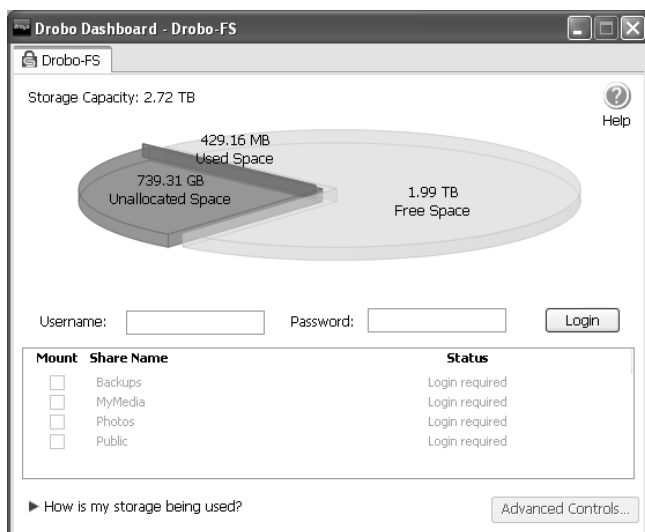 Drobo Dashboard - Drobo-FS
Drobo-FS
Storage Capacity: 2.72 TB
Help
429.16 MB
Used Space
739.31 GB
Unallocated Space
1.99 TB
Free Space
Username:
Password:
Login
Mount Share Name Status
Backups Login required
MyMedia Login required
Photos Login required
Public Login required
How is my storage being used?
Advanced Controls...